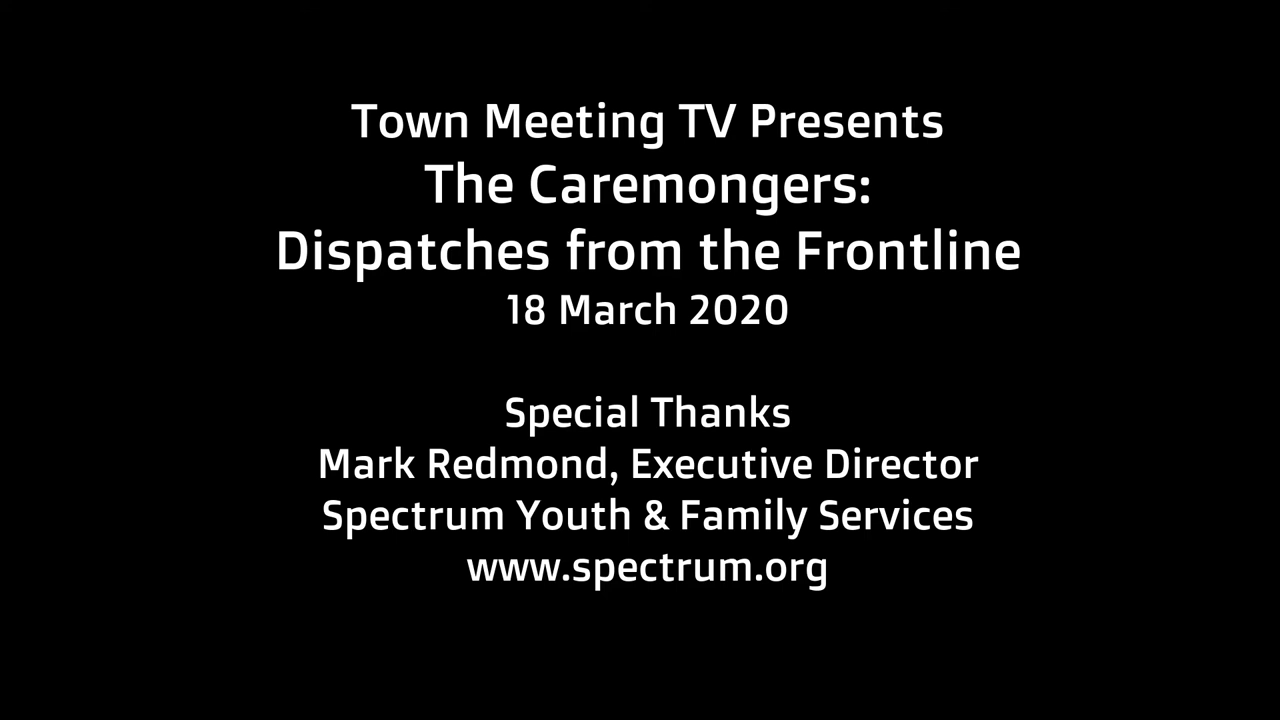 Town Meeting TV Presents
The Caremongers:
Dispatches from the Frontline
18 March 2020
Special Thanks
Mark Redmond, Executive Director
Spectrum Youth & Family Services
www.spectrum.org